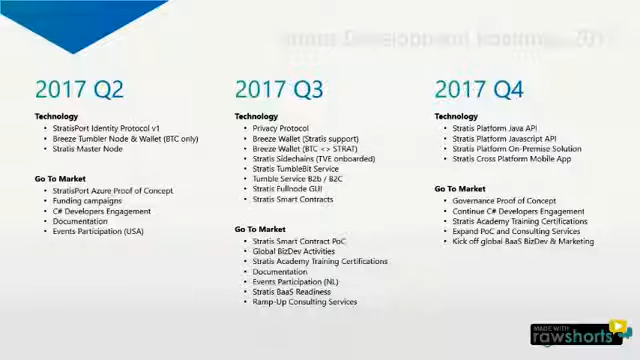 2017 Q2
Technology
• StratisPort Identity Protocol v1
• Breeze Tumbler Node & Wallet (BTC only)
• Stratis Master Node
Go To Market
• StratisPort Azure Proof of Concept
• Funding campaigns
• C# Developers Engagement
• Documentation
• Events Participation (USA)
2017 Q3
Technology
• Privacy Protocol
• Breeze Wallet (Stratis support)
• Breeze Wallet (BTC <> STRAT)
• Stratis Sidechains (TVE onboarded)
• Stratis TumbleBit Service
• Tumble Service B2b / B2C
• Stratis Fullnode GUI
• Stratis Smart Contracts
Go To Market
• Stratis Smart Contract PoC
• Global BizDev Activities
• Stratis Academy Training Certifications
• Documentation
• Events Participation (NL)
• Stratis BaaS Readiness
• Ramp-Up Consulting Services
2017 Q4
Technology
• Stratis Platform Java API
• Stratis Platform Javascript API
• Stratis Platform On-Premise Solution
• Stratis Cross Platform Mobile App
Go To Market
• Governance Proof of Concept
• Continue C# Developers Engagement
• Stratis Academy Training Certifications
• Expand PoC and Consulting Services
• Kick off global BaaS BizDev & Marketing
MADE WITH
rawshorts